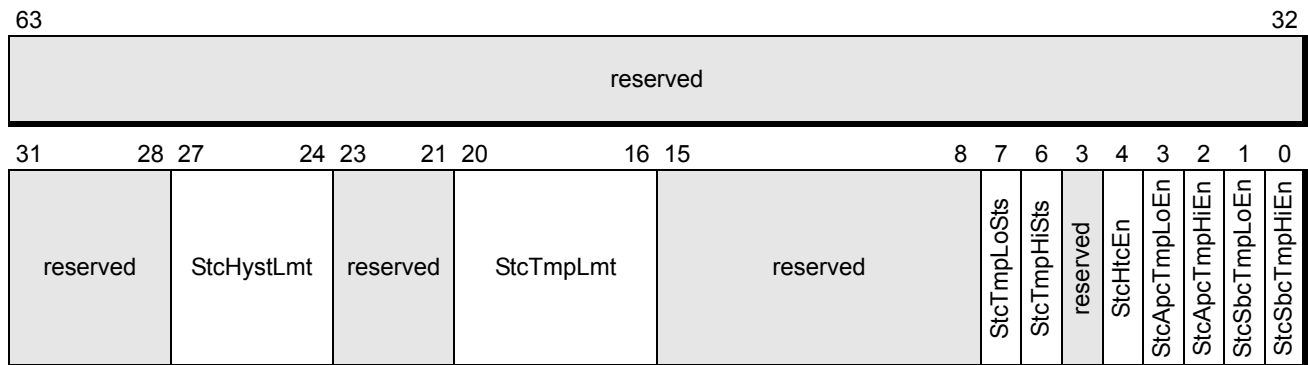 63 32
reserved
31 28 27 24 23 21 20 16 15 8 7 6 3 4 3 2 1 0
reserved StcHystLmt reserved StcTmpLmt reserved StcTmpLoSts StcTmpHiSts reserved StcHtcEn StcApcTmpLoEn StcApcTmpHiEn StcSbcTmpLoEn StcSbcTmpHiEn